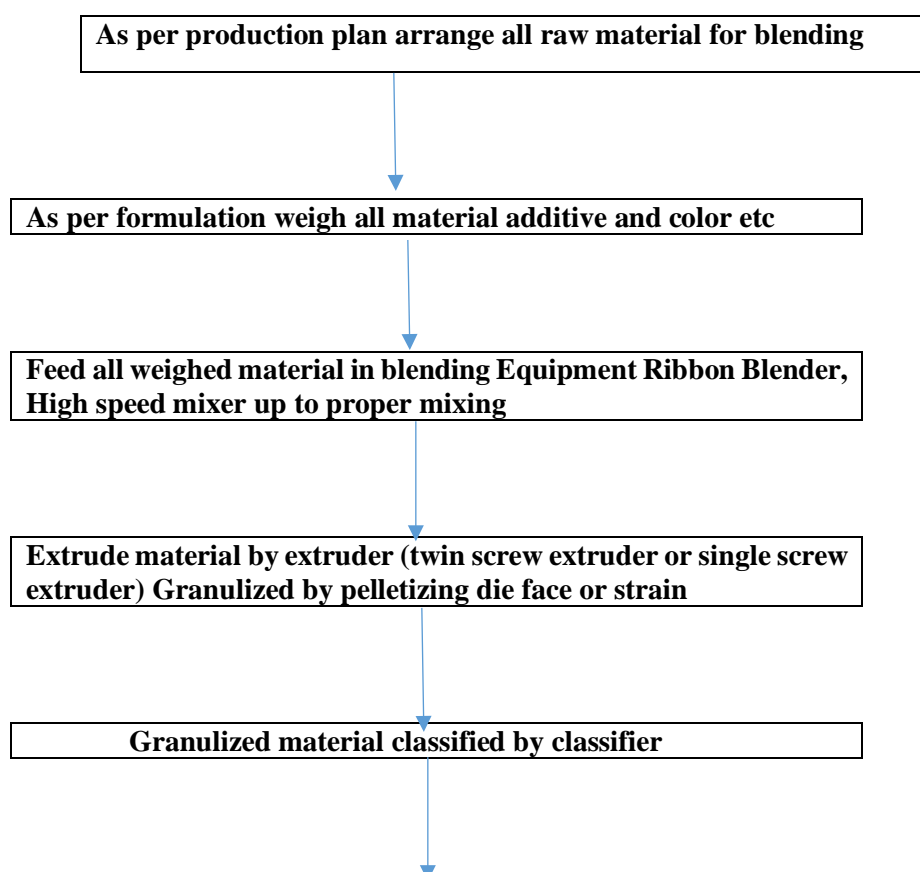 As per production plan arrange all raw material for blending
As per formulation weigh all material additive and color etc
Feed all weighed material in blending Equipment Ribbon Blender,
High speed mixer up to proper mixing
Extrude material by extruder (twin screw extruder or single screw
extruder) Granulized by pelletizing die face or strain
Granulized material classified by classifier